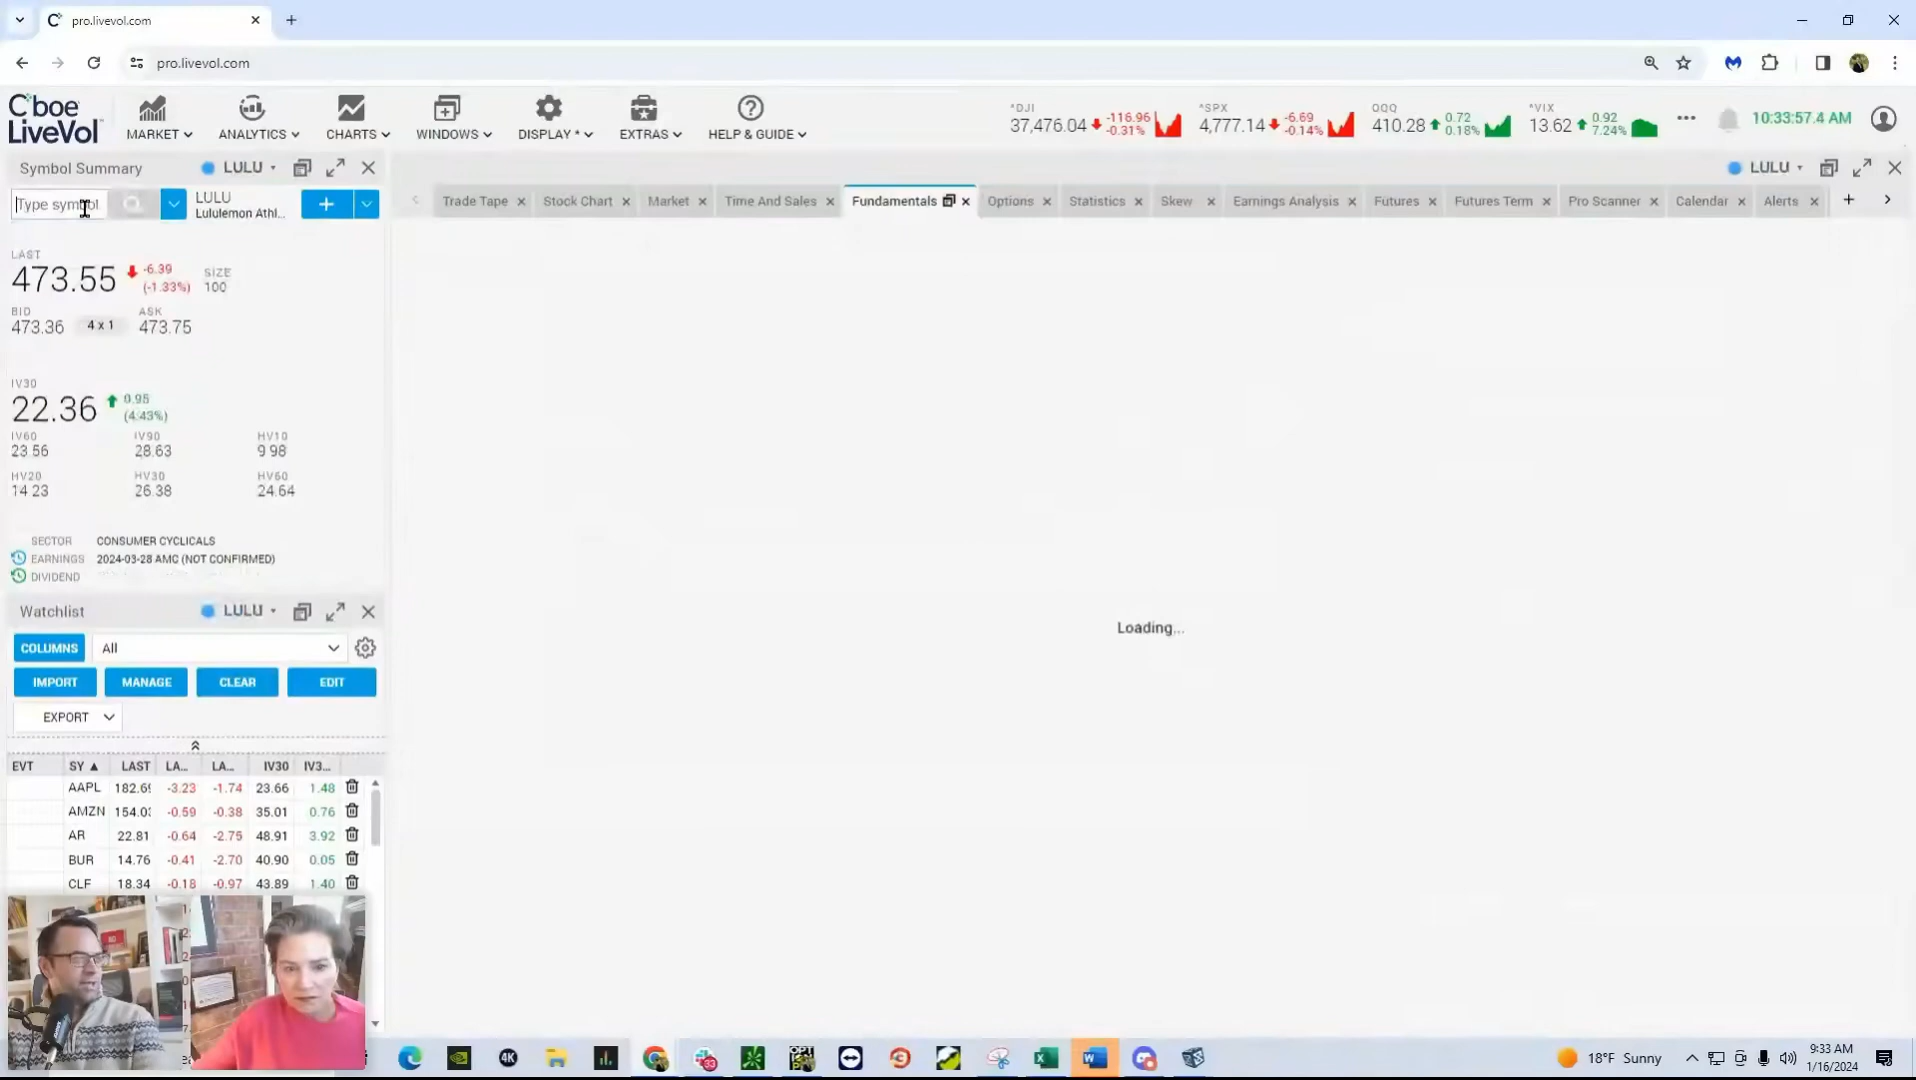 pro.livevol.com
pro.livevol.com
Cboe LiveVol
MARKET
ANALYTICS
CHARTS
WINDOWS
DISPLAY *
EXTRAS
HELP & GUIDE
^DJI
37,476.04
-116.96
-0.31%
^SPX
4,777.14
-6.69
-0.14%
QQQ
410.28
0.72
0.18%
^VIX
13.62
0.92
7.24%
10:33:57.4 AM
Symbol Summary
LULU
LULU
Type symbol
LULU
Lululemon Athl...
Trade Tape
Stock Chart
Market
Time And Sales
Fundamentals
Options
Statistics
Skew
Earnings Analysis
Futures
Futures Term
Pro Scanner
Calendar
Alerts
LAST
473.55
-6.39
(-1.33%)
SIZE
100
BID
473.36
4 x 1
ASK
473.75
IV30
22.36
0.95
(4.43%)
IV60
23.56
IV90
28.63
HV10
9.98
HV20
14.23
HV30
26.38
HV60
24.64
SECTOR CONSUMER CYCLICALS
EARNINGS 2024-03-28 AMC (NOT CONFIRMED)
DIVIDEND
Loading...
Watchlist
LULU
COLUMNS
All
IMPORT
MANAGE
CLEAR
EDIT
EXPORT
EVT SY ▲ LAST LA... LA... IV30 IV3...
AAPL 182.69 -3.23 -1.74 23.66 1.48
AMZN 154.03 -0.59 -0.38 35.01 0.76
AR 22.81 -0.64 -2.75 48.91 3.92
BUR 14.76 -0.41 -2.70 40.90 0.05
CLF 18.34 -0.18 -0.97 43.89 1.40
4K
33
18°F Sunny
9:33 AM
1/16/2024